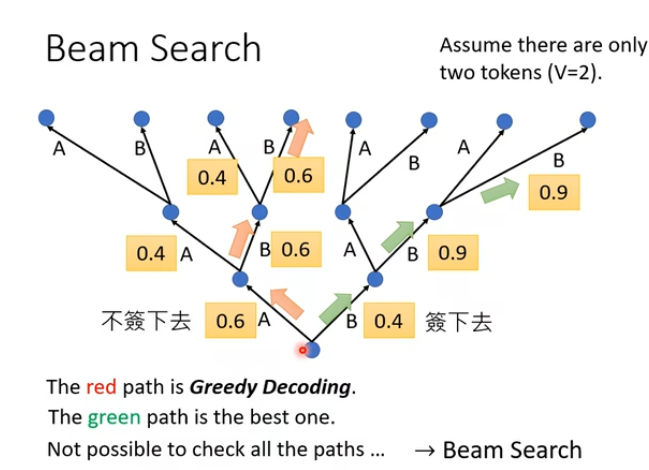 Beam Search
Assume there are only
two tokens (V=2).
A B A B A B A B
0.4 0.6 0.9
0.4 A B 0.6 A B 0.9
不簽下去 0.6 A B 0.4 簽下去
The red path is Greedy Decoding.
The green path is the best one.
Not possible to check all the paths ... → Beam Search